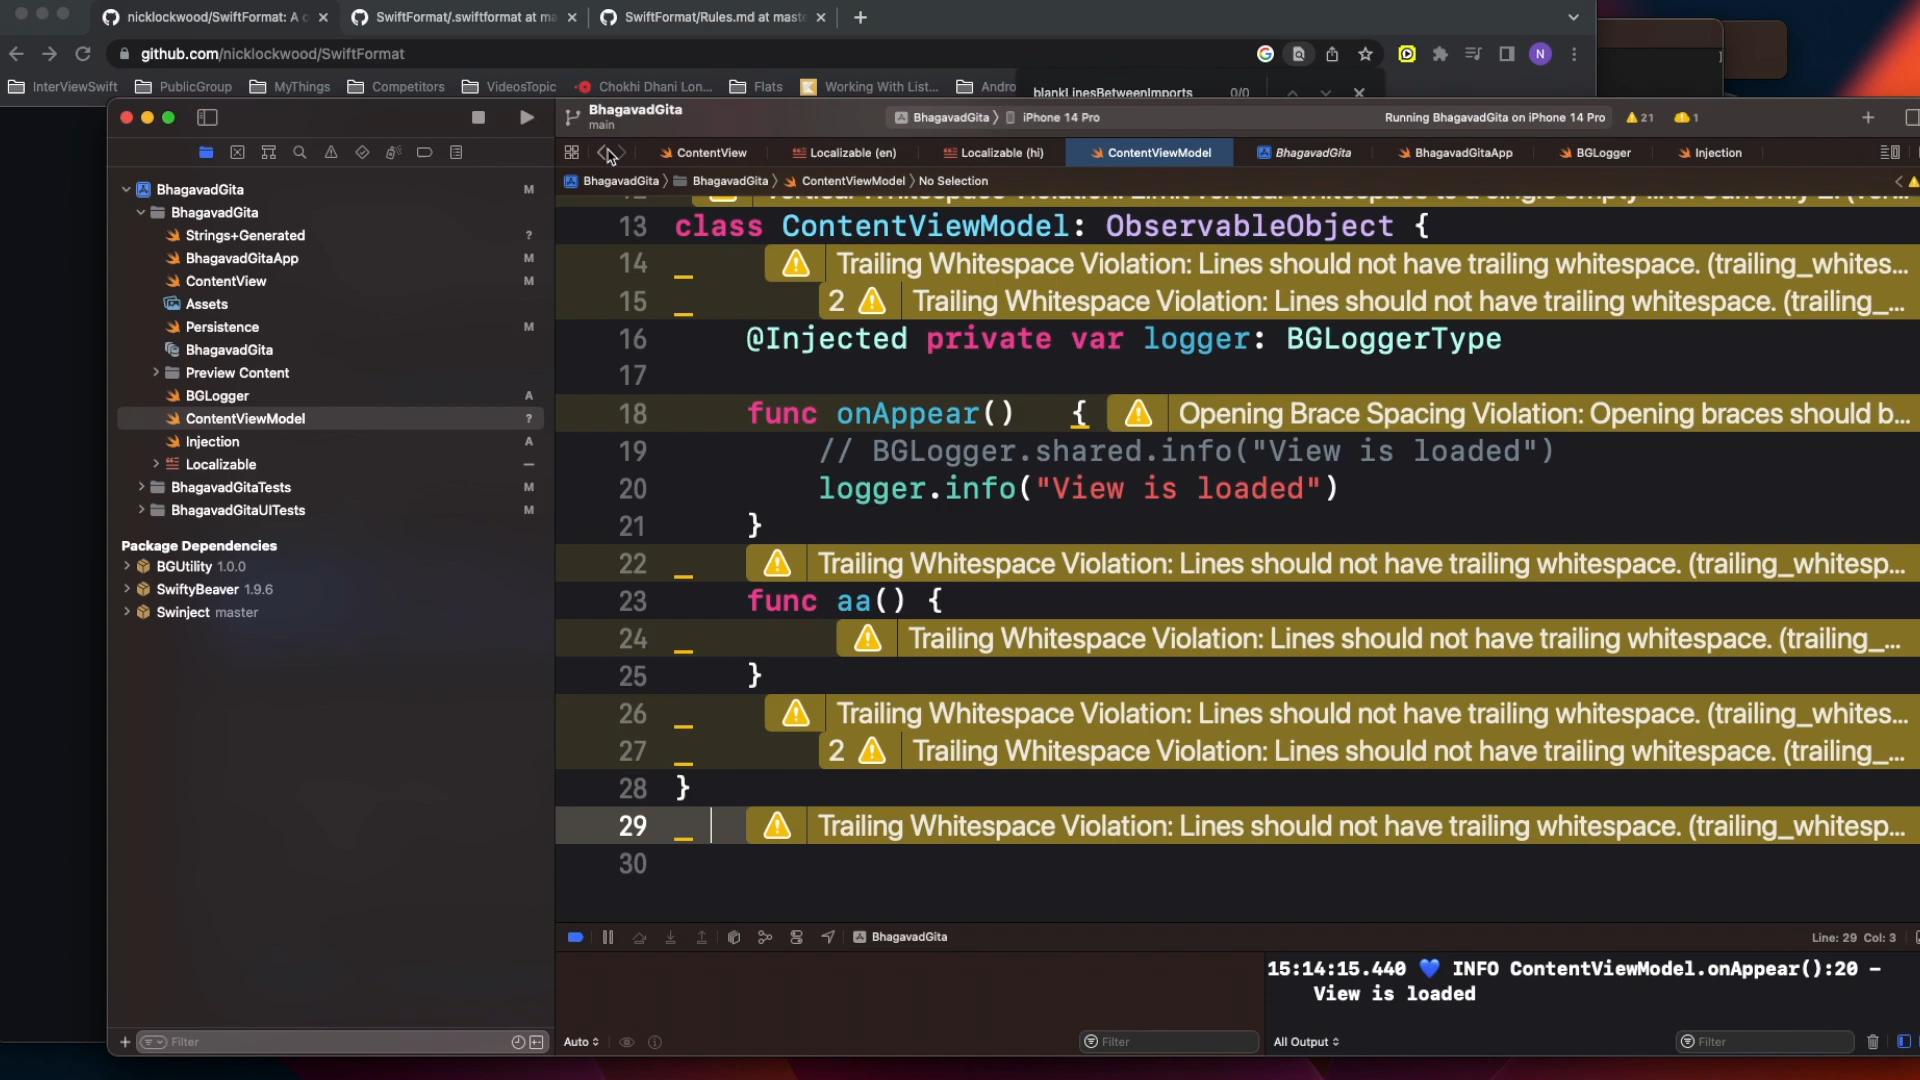 nicklockwood/SwiftFormat: A c
SwiftFormat/.swiftformat at ma
SwiftFormat/Rules.md at maste
github.com/nicklockwood/SwiftFormat
N
InterViewSwift
PublicGroup
MyThings
Competitors
VideosTopic
Chokhi Dhani Lon...
Flats
Working With List...
Andro
blankLinesBetweenImports
0/0
BhagavadGita
main
BhagavadGita
iPhone 14 Pro
Running BhagavadGita on iPhone 14 Pro
21
1
ContentView
Localizable (en)
Localizable (hi)
ContentViewModel
BhagavadGita
BhagavadGitaApp
BGLogger
Injection
BhagavadGita
BhagavadGita
ContentViewModel
No Selection
BhagavadGita M
BhagavadGita
Strings+Generated ?
BhagavadGitaApp M
ContentView M
Assets
Persistence M
BhagavadGita
Preview Content
BGLogger A
ContentViewModel ?
Injection A
Localizable –
BhagavadGitaTests M
BhagavadGitaUITests M
Package Dependencies
BGUtility 1.0.0
SwiftyBeaver 1.9.6
Swinject master
Filter
13 class ContentViewModel: ObservableObject {
14 Trailing Whitespace Violation: Lines should not have trailing whitespace. (trailing_whites...
15 2 Trailing Whitespace Violation: Lines should not have trailing whitespace. (trailing_...
16 @Injected private var logger: BGLoggerType
17
18 func onAppear()   { Opening Brace Spacing Violation: Opening braces should b...
19 // BGLogger.shared.info("View is loaded")
20 logger.info("View is loaded")
21 }
22 Trailing Whitespace Violation: Lines should not have trailing whitespace. (trailing_whitesp...
23 func aa() {
24 Trailing Whitespace Violation: Lines should not have trailing whitespace. (trailing_...
25 }
26 Trailing Whitespace Violation: Lines should not have trailing whitespace. (trailing_whites...
27 2 Trailing Whitespace Violation: Lines should not have trailing whitespace. (trailing_...
28 }
29 Trailing Whitespace Violation: Lines should not have trailing whitespace. (trailing_whitesp...
30
BhagavadGita
Line: 29 Col: 3
15:14:15.440 💙 INFO ContentViewModel.onAppear():20 -
View is loaded
Auto
Filter
All Output
Filter